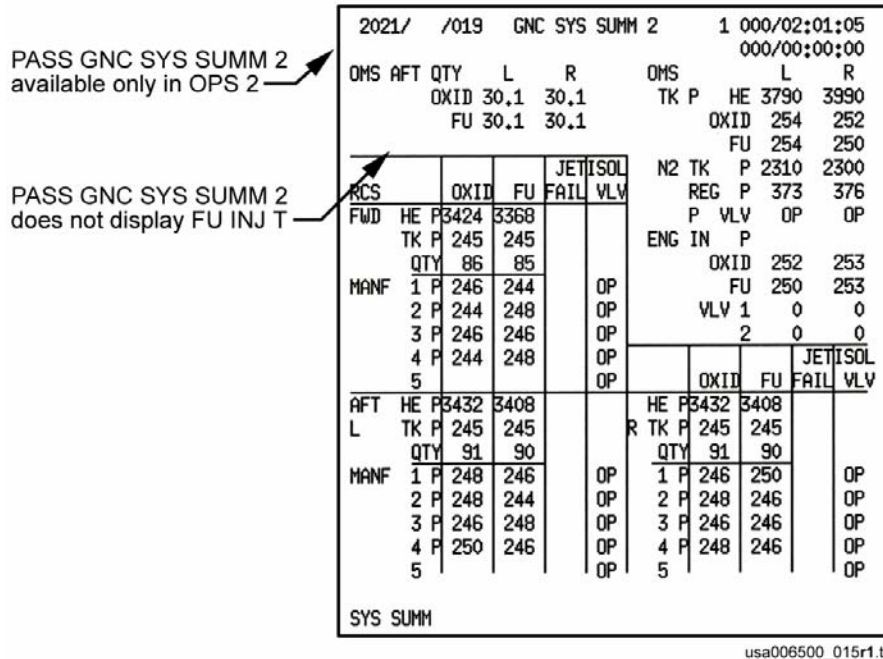 2021/ /019 GNC SYS SUMM 2 1 000/02:01:05
000/00:00:00
PASS GNC SYS SUMM 2
available only in OPS 2
OMS AFT QTY L R OMS L R
OXID 30.1 30.1 TK P HE 3790 3990
FU 30.1 30.1 OXID 254 252
FU 254 250
JET ISOL N2 TK P 2310 2300
PASS GNC SYS SUMM 2
does not display FU INJ T
RCS OXID FU FAIL VLV REG P 373 376
FWD HE P 3424 3368 P VLV OP OP
TK P 245 245 ENG IN P
QTY 86 85 OXID 252 253
MANF 1 P 246 244 OP FU 250 253
2 P 244 248 OP VLV 1 0 0
3 P 246 246 OP 2 0 0
4 P 244 248 OP JET ISOL
5 OP OXID FU FAIL VLV
AFT HE P 3432 3408 HE P 3432 3408
L TK P 245 245 R TK P 245 245
QTY 91 90 QTY 91 90
MANF 1 P 248 246 OP 1 P 246 250 OP
2 P 248 244 OP 2 P 248 246 OP
3 P 246 248 OP 3 P 246 246 OP
4 P 250 246 OP 4 P 248 246 OP
5 OP 5 OP
SYS SUMM
usa006500_015r1.t